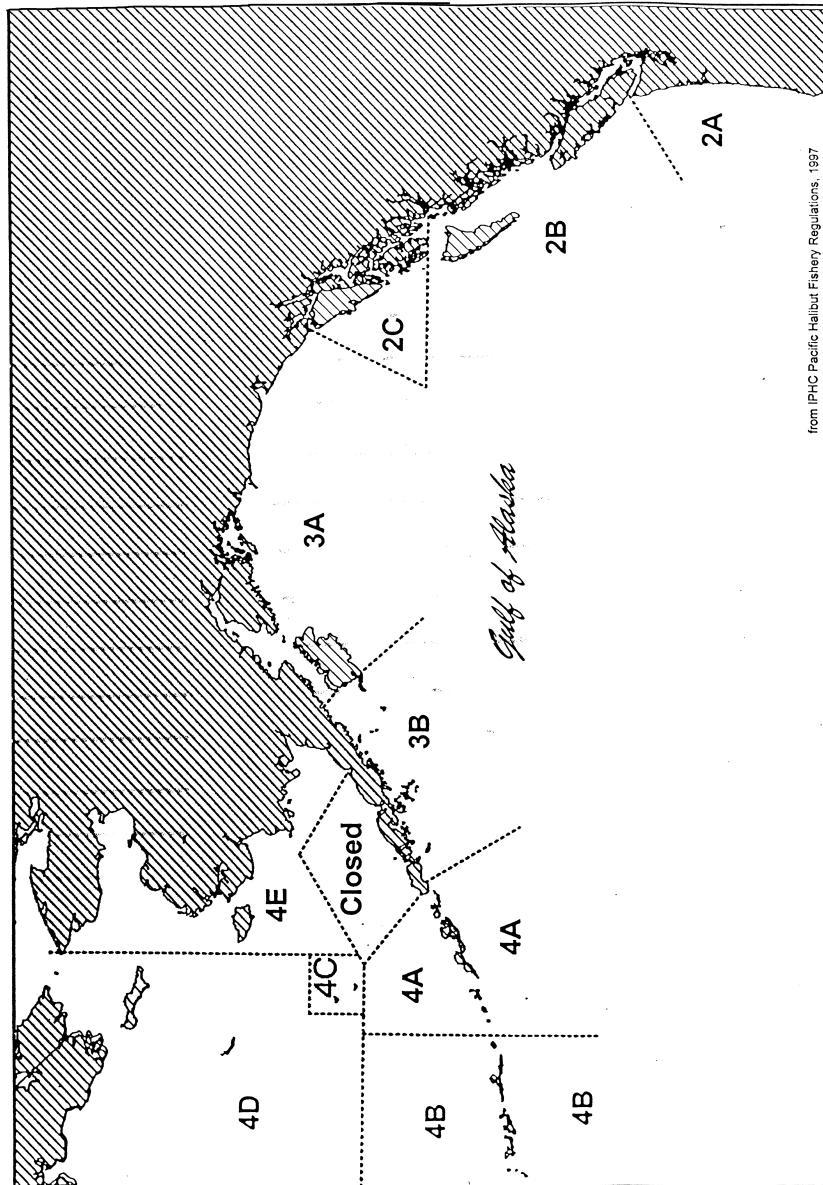 4D
4C
4E
Closed
4B
4A
4B
4A
3B
3A
2C
2B
2A
Gulf of Alaska
from IPHC Pacific Halibut Fishery Regulations, 1997